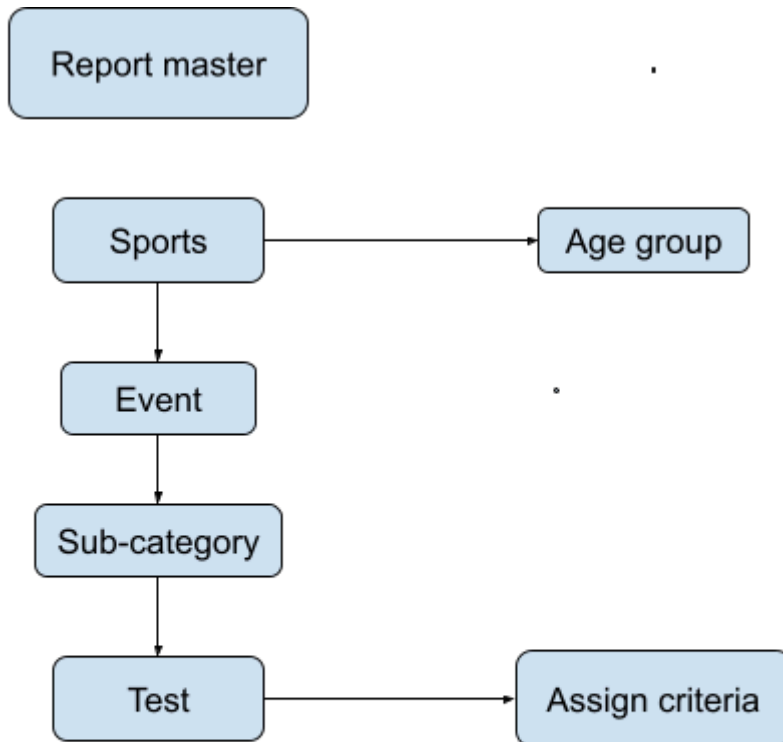 Report master
Sports
Age group
Event
Sub-category
Test
Assign criteria